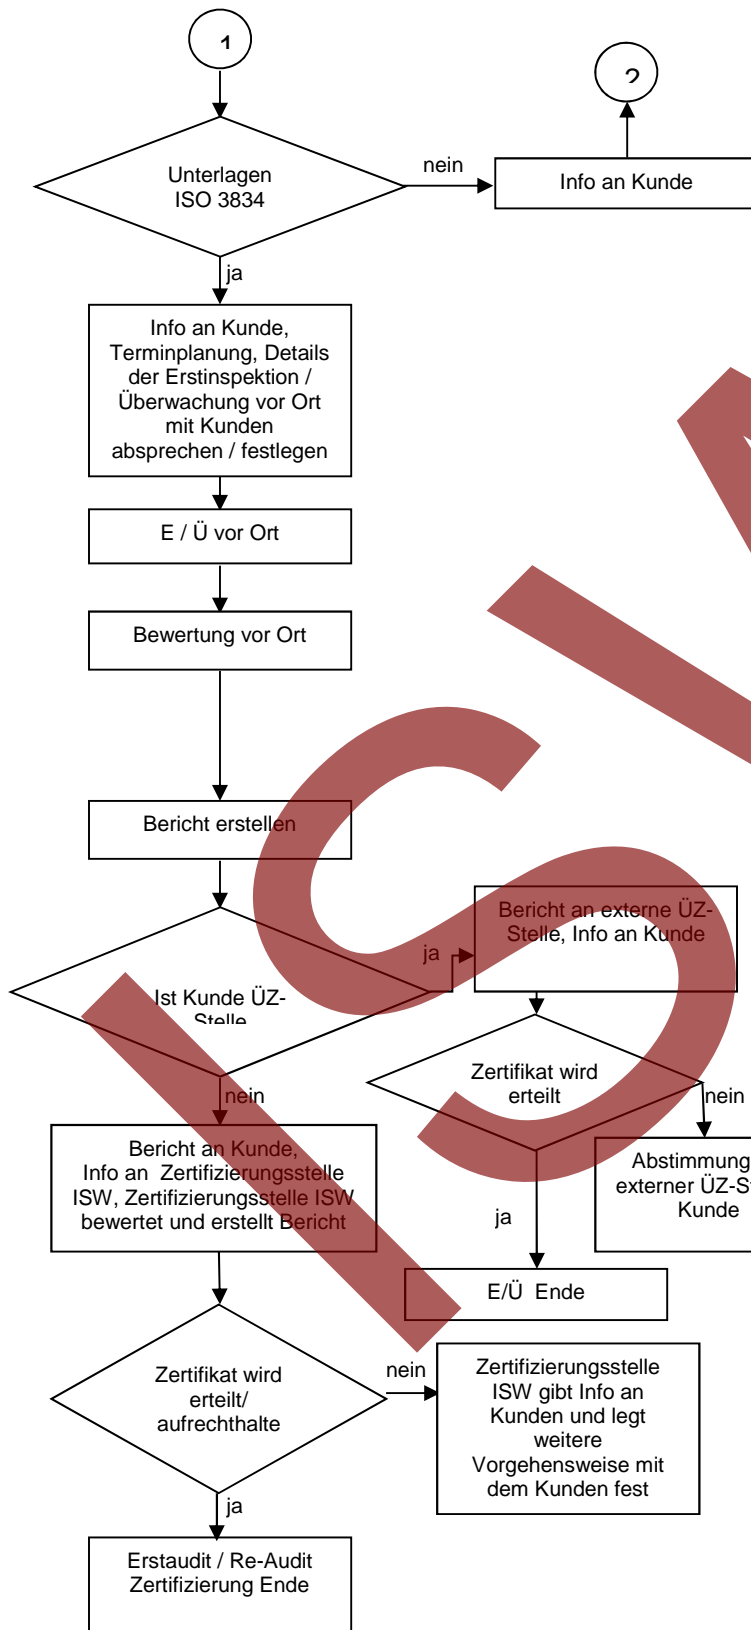 1
2
Unterlagen
ISO 3834
nein
Info an Kunde
ja
Info an Kunde,
Terminplanung, Details
der Erstinspektion /
Überwachung vor Ort
mit Kunden
absprechen / festlegen
E / Ü vor Ort
Bewertung vor Ort
Bericht erstellen
Ist Kunde ÜZ-
Stelle
ja
Bericht an externe ÜZ-
Stelle, Info an Kunde
Zertifikat wird
erteilt
nein
Abstimmung
externer ÜZ-S
Kunde
ja
E/Ü Ende
nein
Bericht an Kunde,
Info an Zertifizierungsstelle
ISW, Zertifizierungsstelle ISW
bewertet und erstellt Bericht
Zertifikat wird
erteilt/
aufrechthalte
nein
Zertifizierungsstelle
ISW gibt Info an
Kunden und legt
weitere
Vorgehensweise mit
dem Kunden fest
ja
Erstaudit / Re-Audit
Zertifizierung Ende